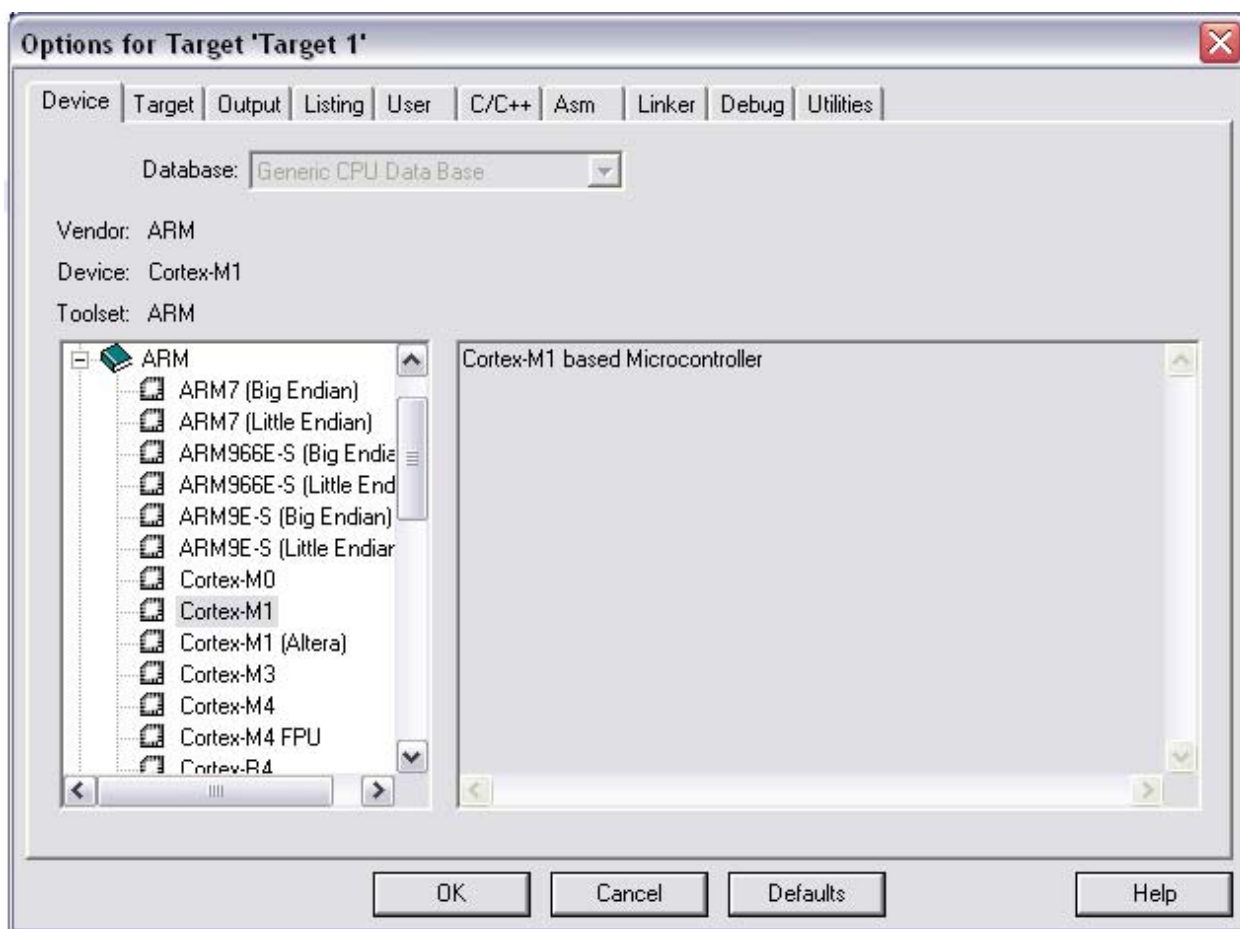 Options for Target 'Target 1'
Device Target Output Listing User C/C++ Asm Linker Debug Utilities
Database: Generic CPU Data Base
Vendor: ARM
Device: Cortex-M1
Toolset: ARM
ARM
ARM7 (Big Endian)
ARM7 (Little Endian)
ARM966E-S (Big Endia
ARM966E-S (Little End
ARM9E-S (Big Endian)
ARM9E-S (Little Endiar
Cortex-M0
Cortex-M1
Cortex-M1 (Altera)
Cortex-M3
Cortex-M4
Cortex-M4 FPU
Cortex-R4
Cortex-M1 based Microcontroller
OK Cancel Defaults Help